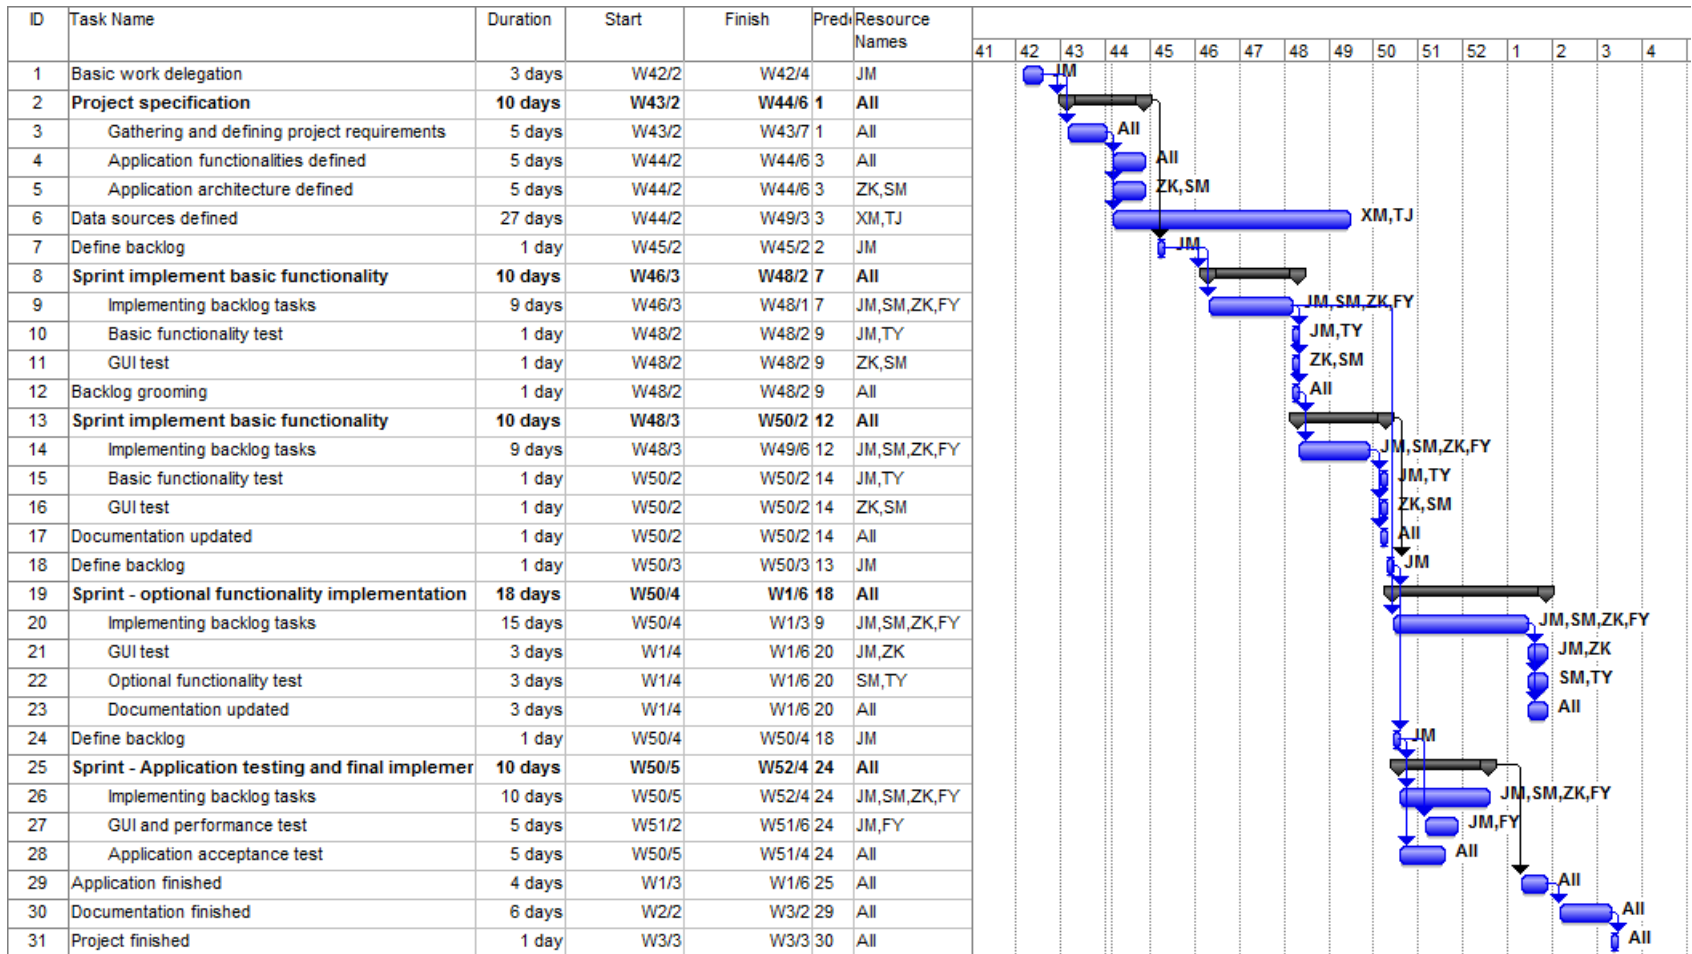 ID Task Name Duration Start Finish Prede Resource Names
41 42 43 44 45 46 47 48 49 50 51 52 1 2 3 4
1 Basic work delegation 3 days W42/2 W42/4 JM JM
2 Project specification 10 days W43/2 W44/6 1 All
3 Gathering and defining project requirements 5 days W43/2 W43/7 1 All All
4 Application functionalities defined 5 days W44/2 W44/6 3 All All
5 Application architecture defined 5 days W44/2 W44/6 3 ZK,SM ZK,SM
6 Data sources defined 27 days W44/2 W49/3 3 XM,TJ XM,TJ
7 Define backlog 1 day W45/2 W45/2 2 JM JM
8 Sprint implement basic functionality 10 days W46/3 W48/2 7 All
9 Implementing backlog tasks 9 days W46/3 W48/1 7 JM,SM,ZK,FY JM,SM,ZK,FY
10 Basic functionality test 1 day W48/2 W48/2 9 JM,TY JM,TY
11 GUI test 1 day W48/2 W48/2 9 ZK,SM ZK,SM
12 Backlog grooming 1 day W48/2 W48/2 9 All All
13 Sprint implement basic functionality 10 days W48/3 W50/2 12 All
14 Implementing backlog tasks 9 days W48/3 W49/6 12 JM,SM,ZK,FY JM,SM,ZK,FY
15 Basic functionality test 1 day W50/2 W50/2 14 JM,TY JM,TY
16 GUI test 1 day W50/2 W50/2 14 ZK,SM ZK,SM
17 Documentation updated 1 day W50/2 W50/2 14 All All
18 Define backlog 1 day W50/3 W50/3 13 JM JM
19 Sprint - optional functionality implementation 18 days W50/4 W1/6 18 All
20 Implementing backlog tasks 15 days W50/4 W1/3 9 JM,SM,ZK,FY JM,SM,ZK,FY
21 GUI test 3 days W1/4 W1/6 20 JM,ZK JM,ZK
22 Optional functionality test 3 days W1/4 W1/6 20 SM,TY SM,TY
23 Documentation updated 3 days W1/4 W1/6 20 All All
24 Define backlog 1 day W50/4 W50/4 18 JM JM
25 Sprint - Application testing and final implemer 10 days W50/5 W52/4 24 All
26 Implementing backlog tasks 10 days W50/5 W52/4 24 JM,SM,ZK,FY JM,SM,ZK,FY
27 GUI and performance test 5 days W51/2 W51/6 24 JM,FY JM,FY
28 Application acceptance test 5 days W50/5 W51/4 24 All All
29 Application finished 4 days W1/3 W1/6 25 All All
30 Documentation finished 6 days W2/2 W3/2 29 All All
31 Project finished 1 day W3/3 W3/3 30 All All